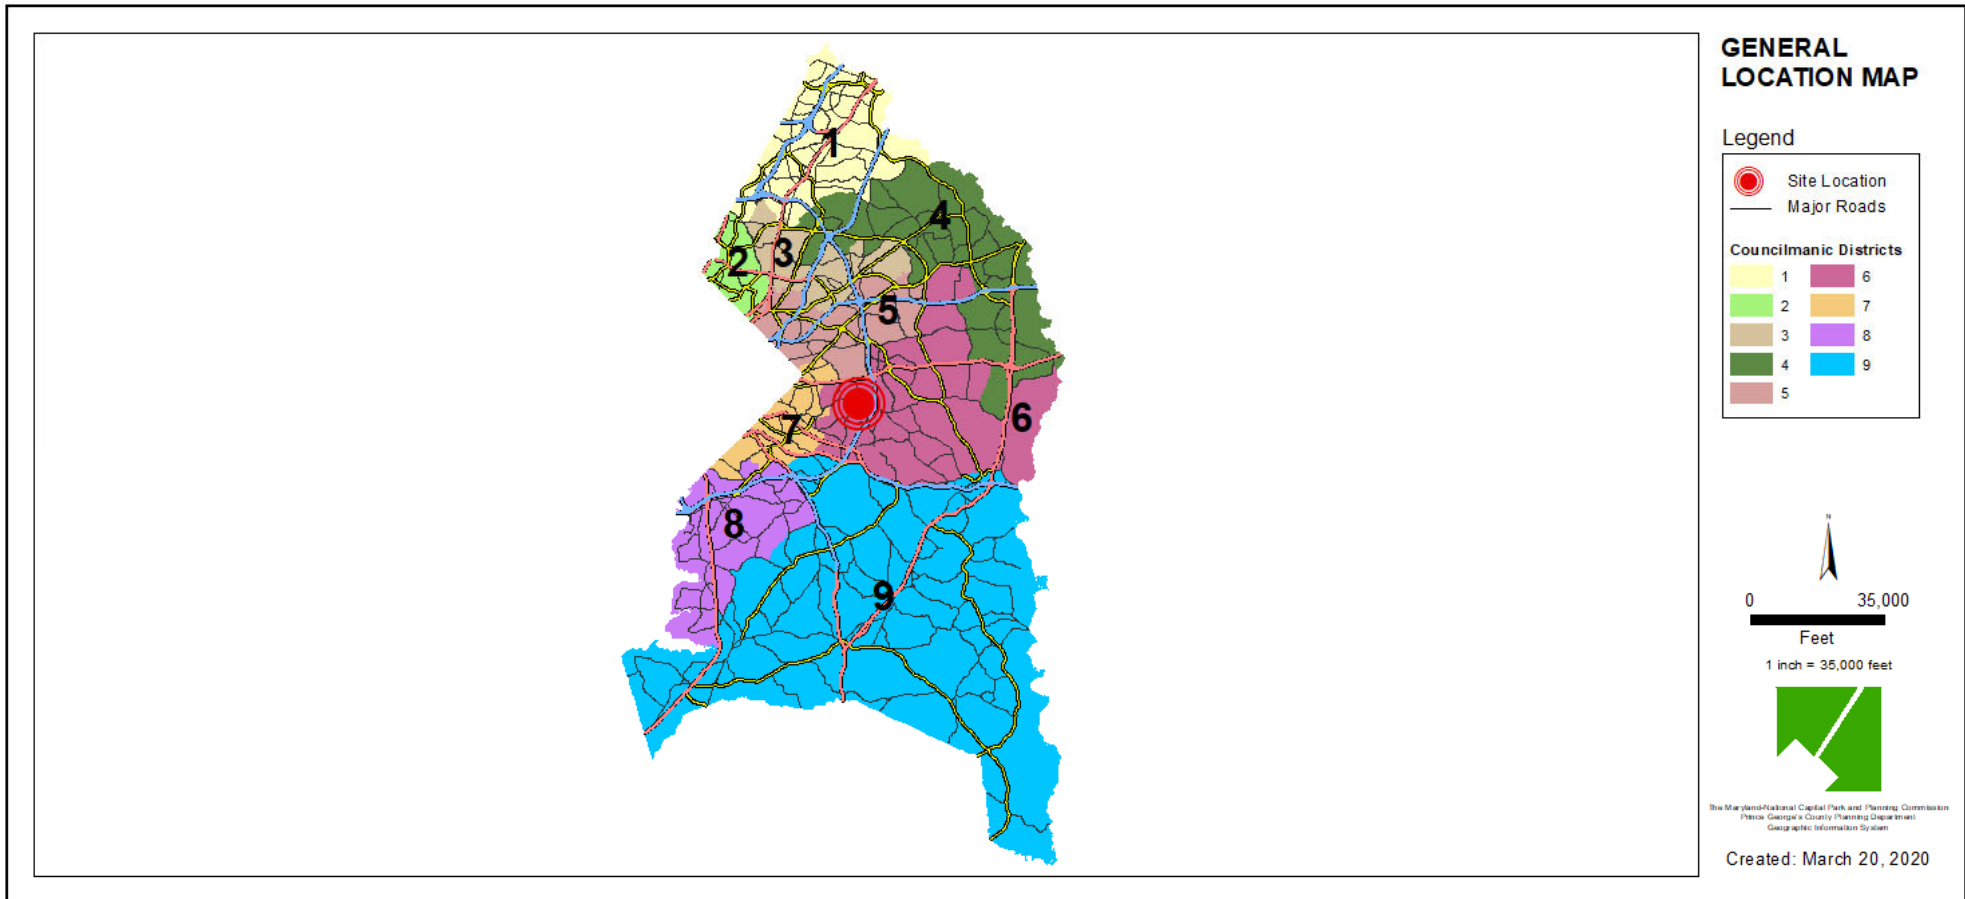 GENERAL
LOCATION MAP
Legend
Site Location
Major Roads
Councilmanic Districts
1 6
2 7
3 8
4 9
5
1
4
2
3
5
6
7
8
9
N
0 35,000
Feet
1 inch = 35,000 feet
The Maryland-National Capital Park and Planning Commission
Prince George's County Planning Department
Geographic Information System
Created: March 20, 2020